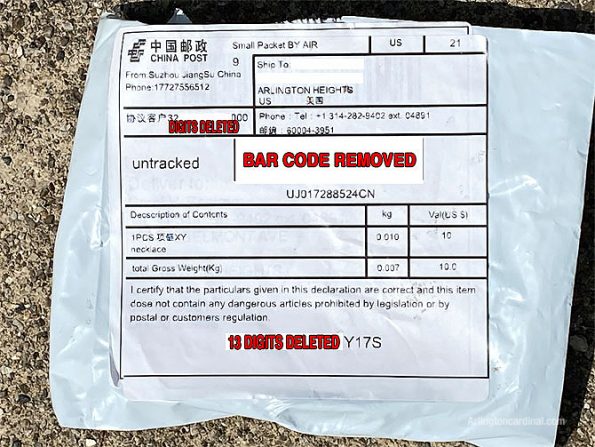 中国邮政
CHINA POST
Small Packet BY AIR
US
21
9
From Suzhou JiangSu China
Phone:17727556512
Ship To:
ARLINGTON HEIGHTS
US 美国
协议客户32 000
DIGITS DELETED
Phone : Tel : +1 314-282-9402 ext. 04891
邮编 : 60004-3951
untracked
BAR CODE REMOVED
UJ017288524CN
Decscription of Contents
kg
Val(US $)
1PCS 项链XY
necklace
0.010
10
total Gross Weight(Kg)
0.007
10.0
I certify that the particulars given in this declaration are correct and this item
dose not contain any dangerous articles prohibited by legislation or by
postal or customers regulation.
13 DIGITS DELETED Y17S
Arlingtoncardinal.com